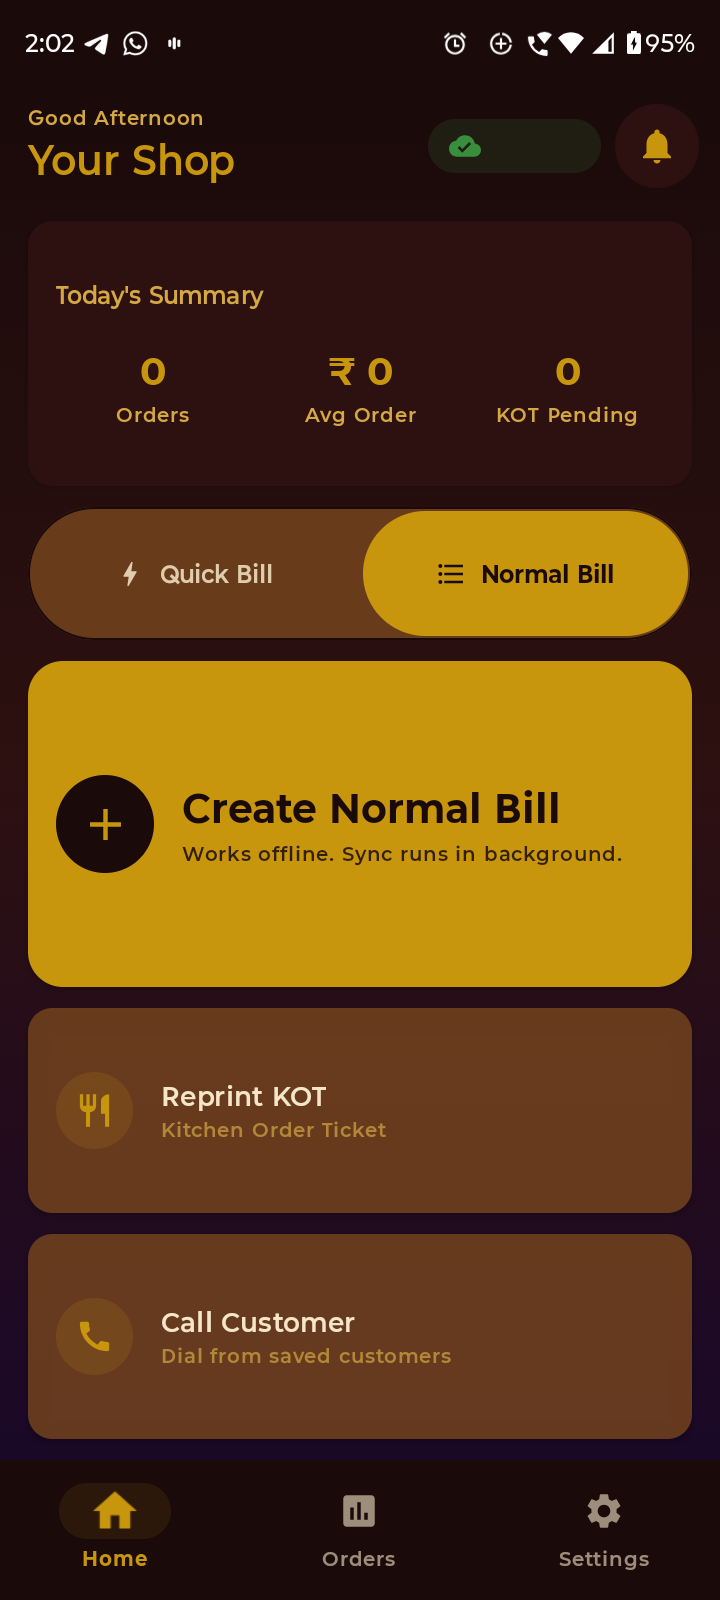 2:02
95%
Good Afternoon
Your Shop
Today's Summary
0
₹ 0
0
Orders
Avg Order
KOT Pending
Quick Bill
Normal Bill
Create Normal Bill
Works offline. Sync runs in background.
Reprint KOT
Kitchen Order Ticket
Call Customer
Dial from saved customers
Home
Orders
Settings